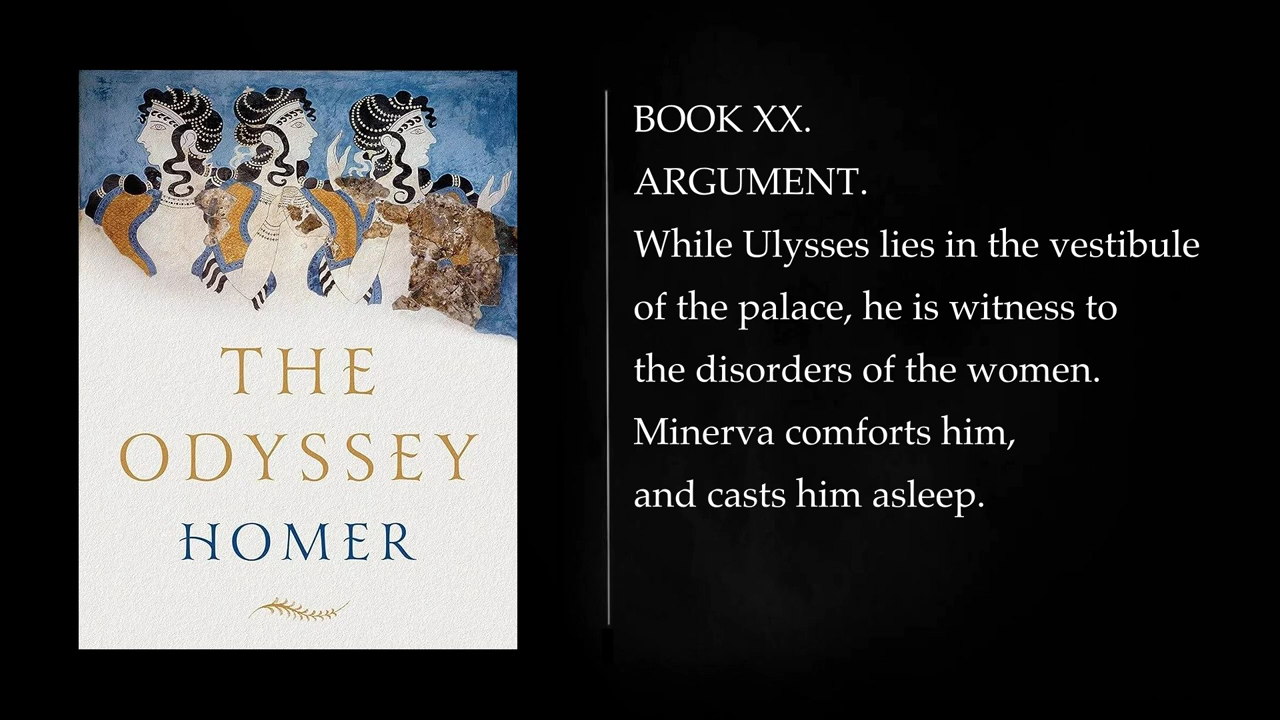 THE
ODYSSEY
HOMER
BOOK XX.
ARGUMENT.
While Ulysses lies in the vestibule
of the palace, he is witness to
the disorders of the women.
Minerva comforts him,
and casts him asleep.